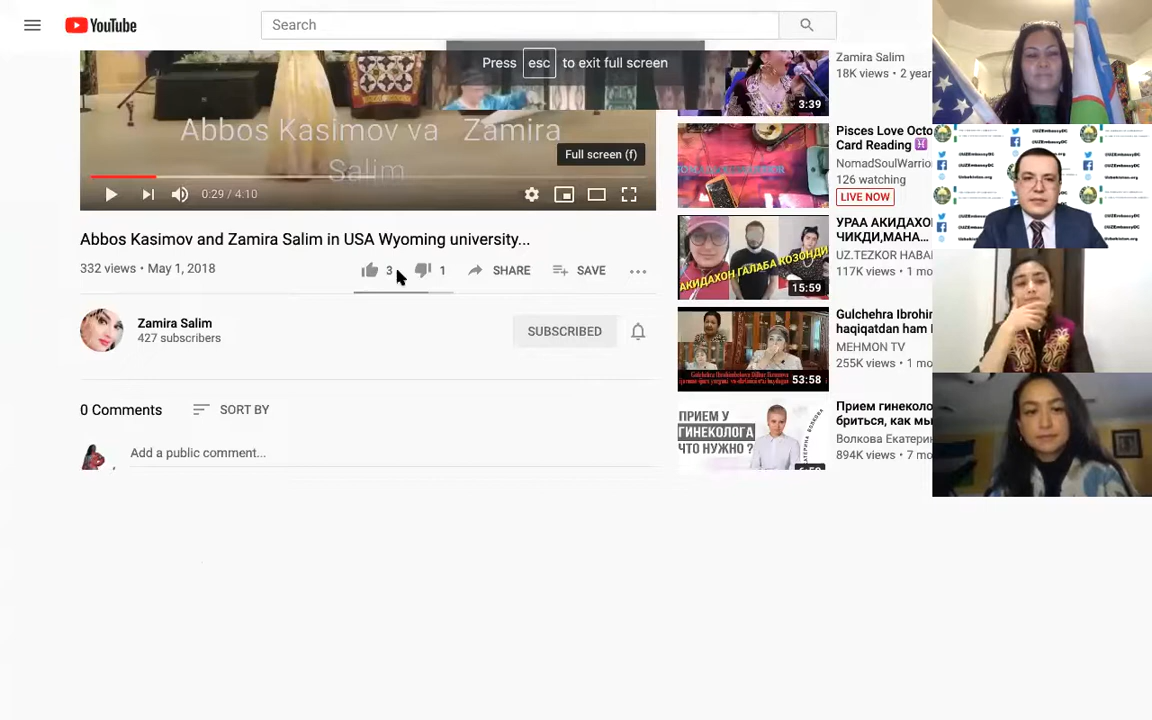 YouTube
Search
Press esc to exit full screen
Abbos Kasimov va Zamira
Salim
Full screen (f)
0:29 / 4:10
Abbos Kasimov and Zamira Salim in USA Wyoming university...
332 views • May 1, 2018
3
1
SHARE
SAVE
Zamira Salim
427 subscribers
SUBSCRIBED
0 Comments
SORT BY
Add a public comment...
3:39
Zamira Salim
18K views • 2 year
Pisces Love Octo
Card Reading ♓
NomadSoulWarrio
126 watching
LIVE NOW
АКИДАХОН ГАЛАБА КОЗОНДИ
15:59
УРАА АКИДАХО
ЧИКДИ,МАНА...
UZ.TEZKOR HABA
117K views • 1 mo
53:58
Gulchehra Ibrohi
haqiqatdan ham
MEHMON TV
255K views • 1 mo
ПРИЕМ У
ГИНЕКОЛОГА
ЧТО НУЖНО ?
Прием гинеколо
бриться, как мы
Волкова Екатери
894K views • 7 mo
@UZEmbassyDC